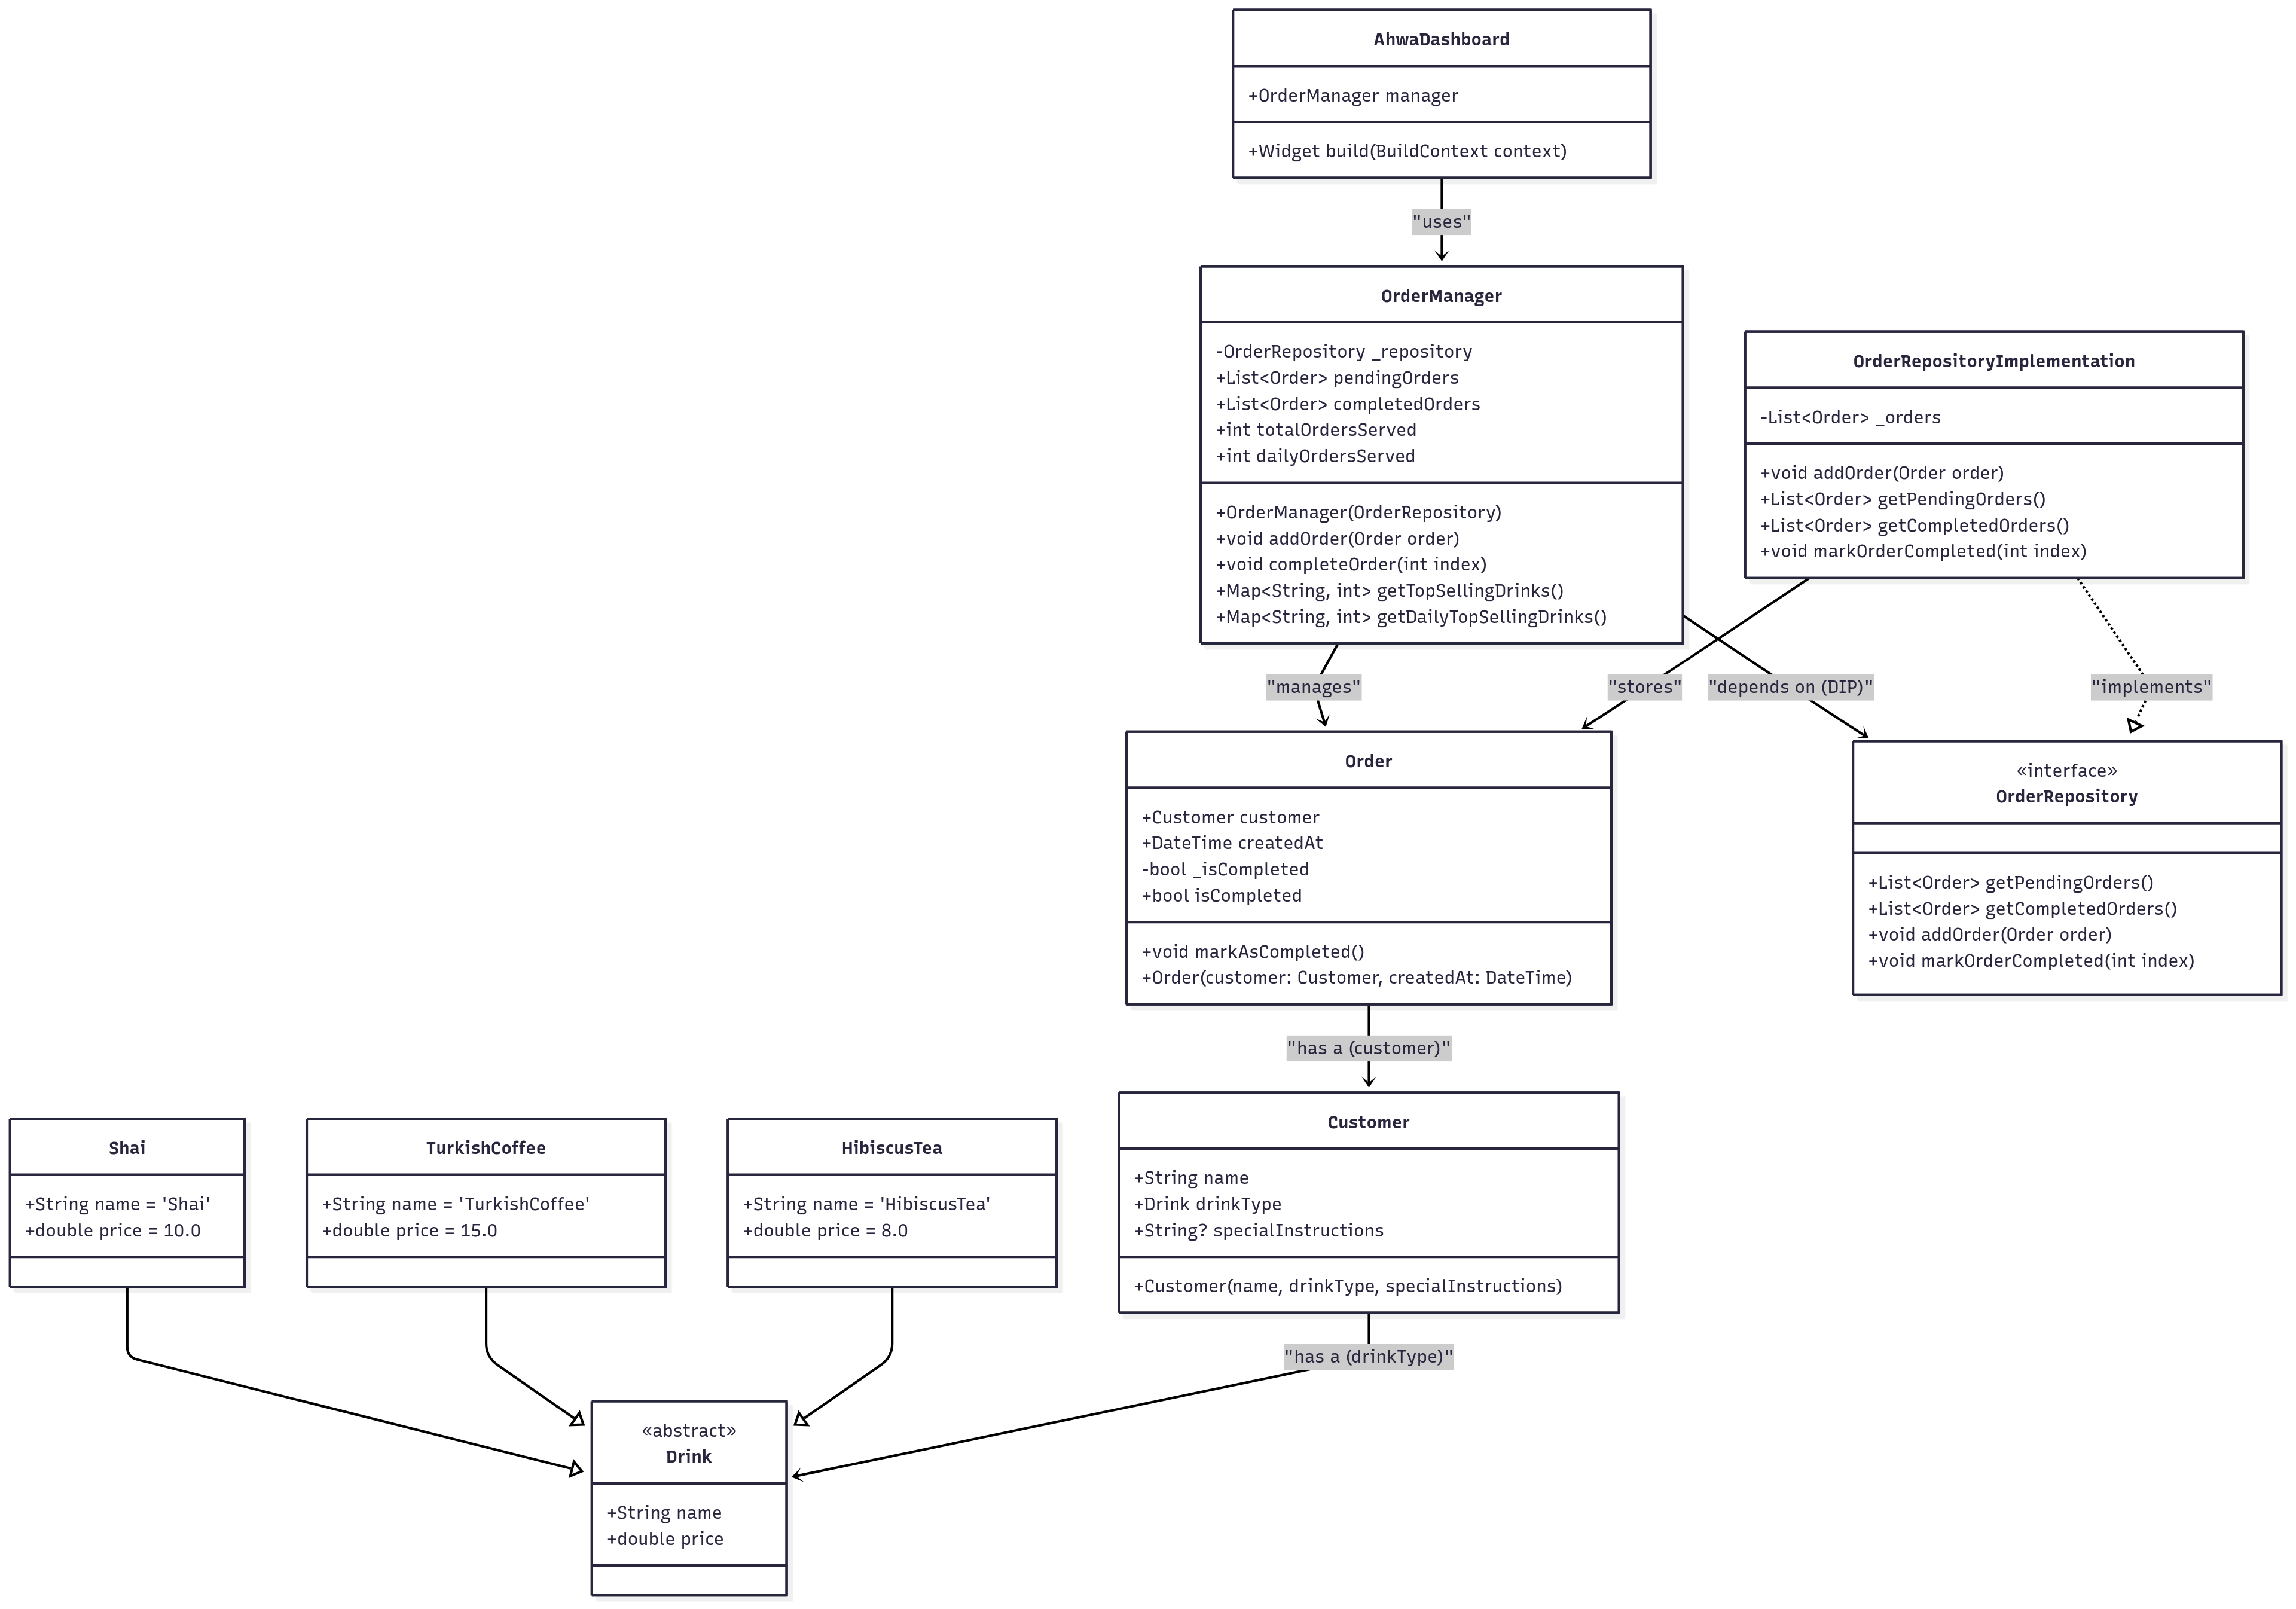 AhwaDashboard
+OrderManager manager
+Widget build(BuildContext context)
"uses"
OrderManager
-OrderRepository _repository
+List<Order> pendingOrders
+List<Order> completedOrders
+int totalOrdersServed
+int dailyOrdersServed
+OrderManager(OrderRepository)
+void addOrder(Order order)
+void completeOrder(int index)
+Map<String, int> getTopSellingDrinks()
+Map<String, int> getDailyTopSellingDrinks()
OrderRepositoryImplementation
-List<Order> _orders
+void addOrder(Order order)
+List<Order> getPendingOrders()
+List<Order> getCompletedOrders()
+void markOrderCompleted(int index)
"manages"
"stores"
"depends on (DIP)"
"implements"
Order
+Customer customer
+DateTime createdAt
-bool _isCompleted
+bool isCompleted
+void markAsCompleted()
+Order(customer: Customer, createdAt: DateTime)
«interface»
OrderRepository
+List<Order> getPendingOrders()
+List<Order> getCompletedOrders()
+void addOrder(Order order)
+void markOrderCompleted(int index)
"has a (customer)"
Shai
+String name = 'Shai'
+double price = 10.0
TurkishCoffee
+String name = 'TurkishCoffee'
+double price = 15.0
HibiscusTea
+String name = 'HibiscusTea'
+double price = 8.0
Customer
+String name
+Drink drinkType
+String? specialInstructions
+Customer(name, drinkType, specialInstructions)
"has a (drinkType)"
«abstract»
Drink
+String name
+double price